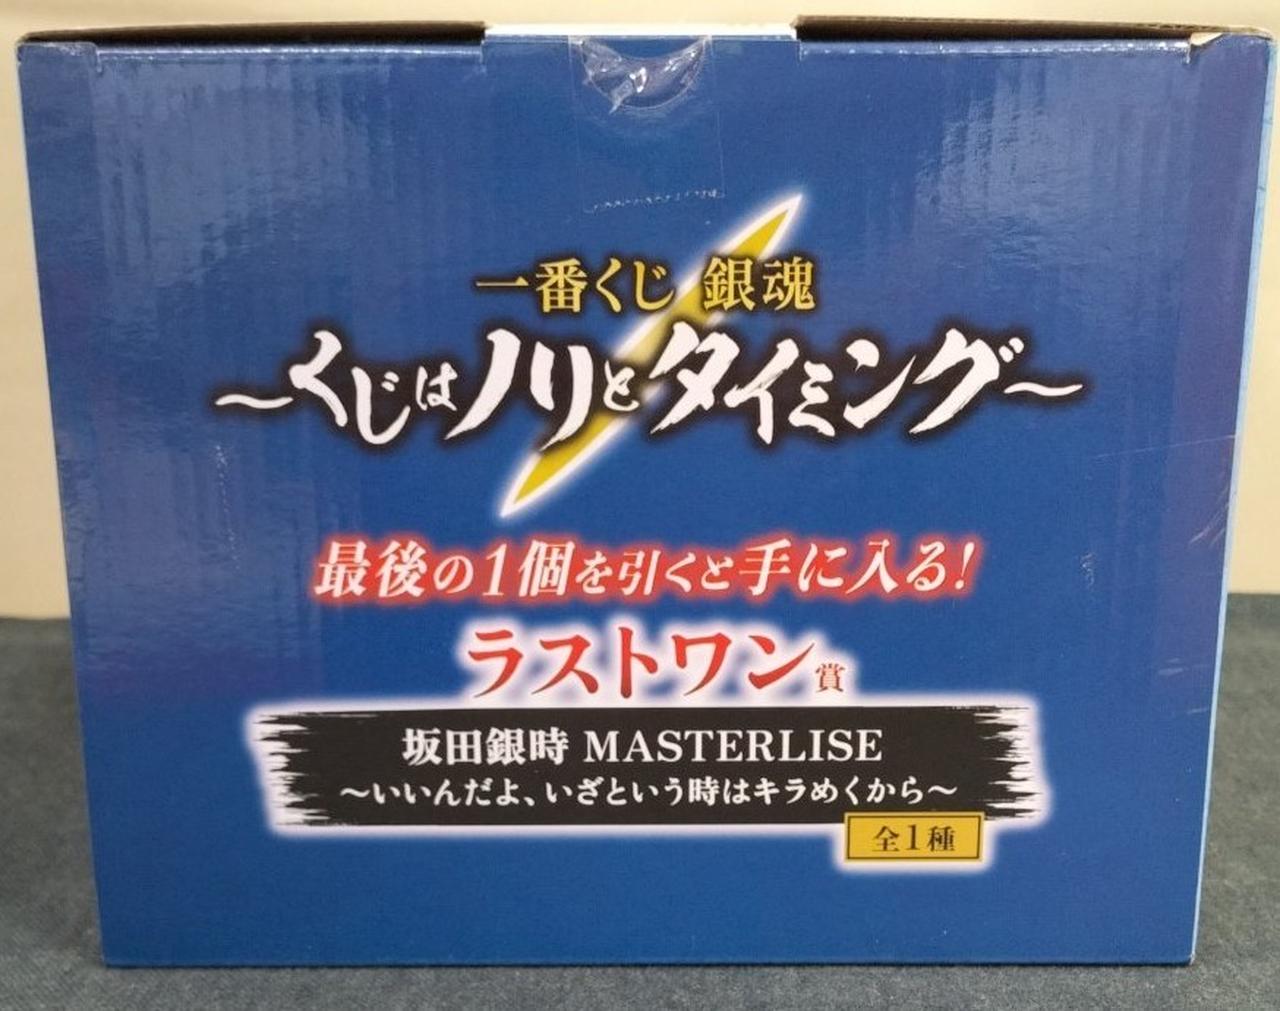 一番くじ 銀魂
～くじはノリとタイミング～
最後の1個を引くと手に入る!
ラストワン賞
坂田銀時 MASTERLISE
～いいんだよ、いざという時はキラめくから～
全1種